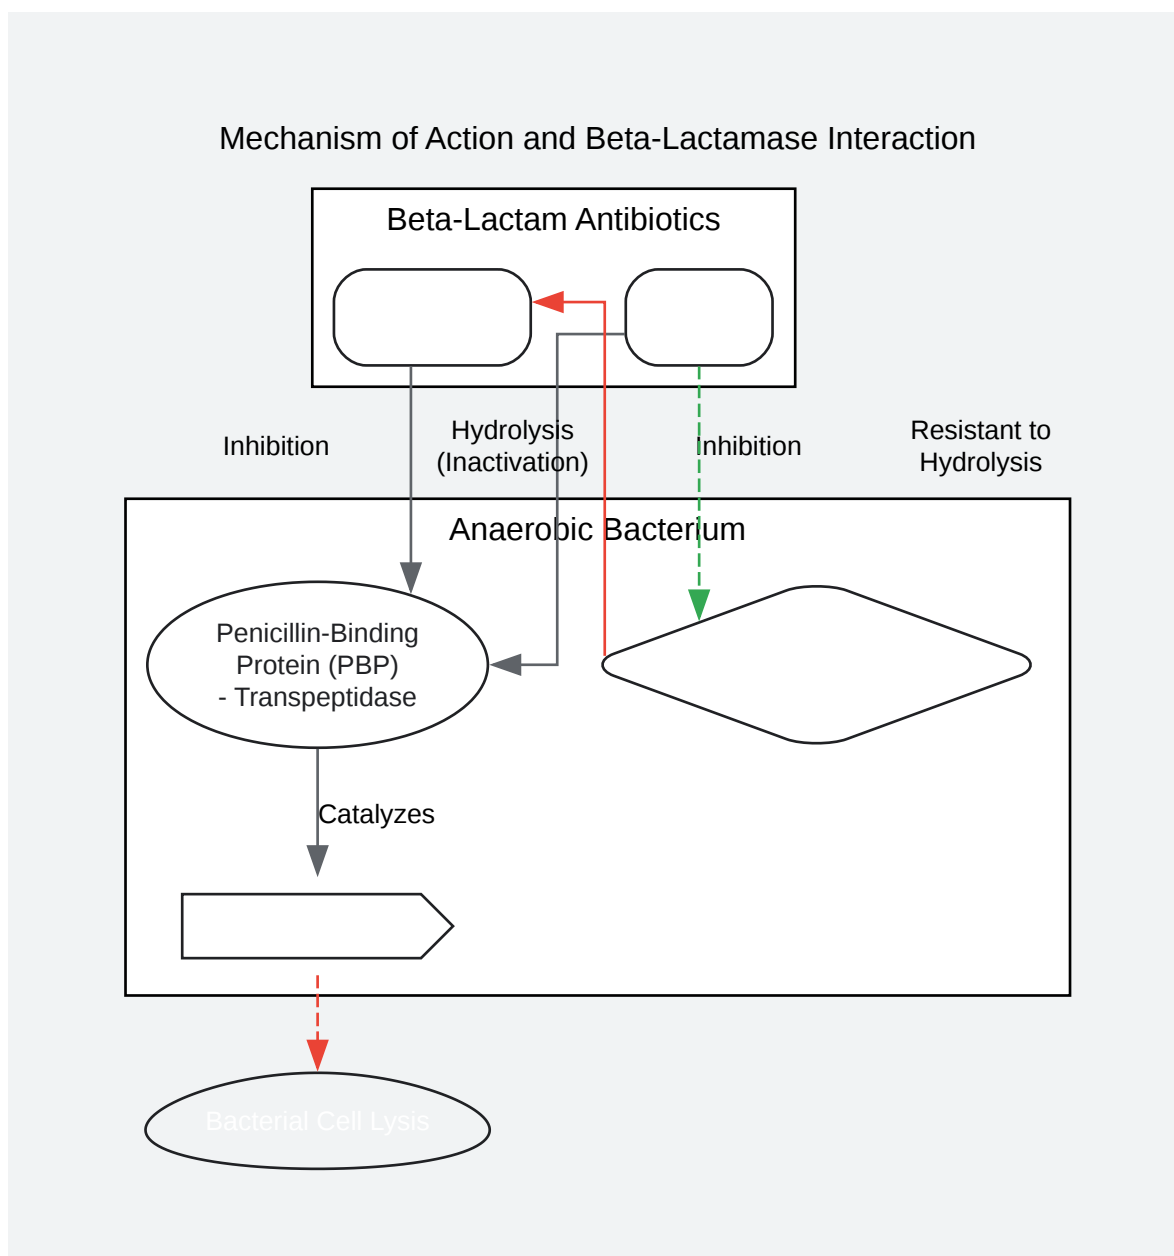 Mechanism of Action and Beta-Lactamase Interaction
Beta-Lactam Antibiotics
Inhibition
Hydrolysis
(Inactivation)
Inhibition
Resistant to
Hydrolysis
Anaerobic Bacterium
Penicillin-Binding
Protein (PBP)
- Transpeptidase
Catalyzes
Bacterial Cell Lysis